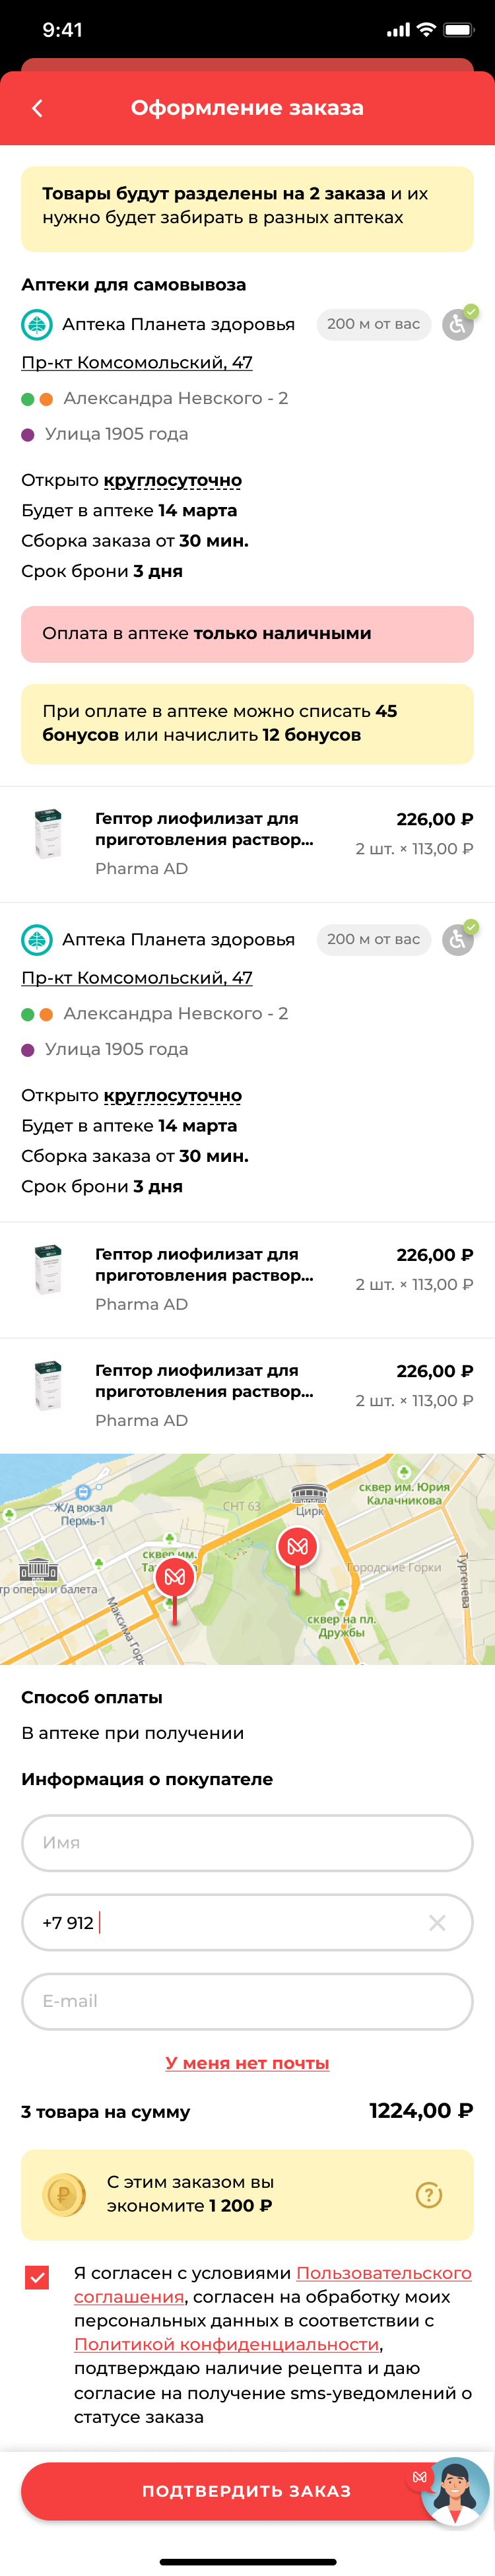 9:41
Оформление заказа
Товары будут разделены на 2 заказа и их
нужно будет забирать в разных аптеках
Аптеки для самовывоза
Аптека Планета здоровья 200 м от вас
Пр-кт Комсомольский, 47
Александра Невского - 2
Улица 1905 года
Открыто круглосуточно
Будет в аптеке 14 марта
Сборка заказа от 30 мин.
Срок брони 3 дня
Оплата в аптеке только наличными
При оплате в аптеке можно списать 45
бонусов или начислить 12 бонусов
Гептор лиофилизат для 226,00 ₽
приготовления раствор...
2 шт. × 113,00 ₽
Pharma AD
Аптека Планета здоровья 200 м от вас
Пр-кт Комсомольский, 47
Александра Невского - 2
Улица 1905 года
Открыто круглосуточно
Будет в аптеке 14 марта
Сборка заказа от 30 мин.
Срок брони 3 дня
Гептор лиофилизат для 226,00 ₽
приготовления раствор...
2 шт. × 113,00 ₽
Pharma AD
Гептор лиофилизат для 226,00 ₽
приготовления раствор...
2 шт. × 113,00 ₽
Pharma AD
Ж/д вокзал
Пермь-1
СНТ 63
Цирк
сквер им. Юрия
Калачникова
сквер им.
Городские Горки
Тургенева
тр оперы и балета
Максима Горь
сквер на пл.
Дружбы
Способ оплаты
В аптеке при получении
Информация о покупателе
Имя
+7 912
E-mail
У меня нет почты
3 товара на сумму 1224,00 ₽
С этим заказом вы
экономите 1 200 ₽
?
Я согласен с условиями Пользовательского
соглашения, согласен на обработку моих
персональных данных в соответствии с
Политикой конфиденциальности,
подтверждаю наличие рецепта и даю
согласие на получение sms-уведомлений о
статусе заказа
ПОДТВЕРДИТЬ ЗАКАЗ